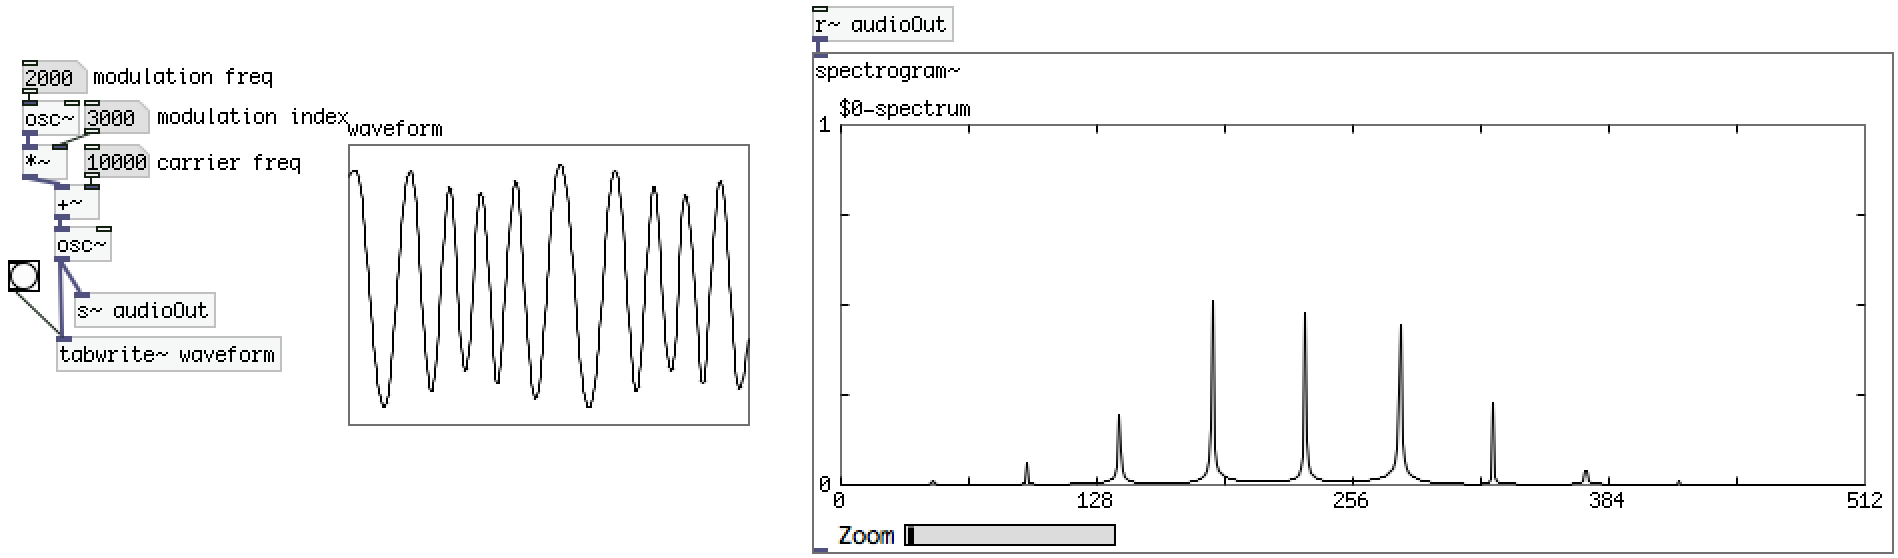 2000 modulation freq
osc~ 3000 modulation index
*~ 10000 carrier freq
+~
osc~
s~ audioOut
tabwrite~ waveform
waveform
r~ audioOut
spectrogram~
$0-spectrum
1
0
0 128 256 384 512
Zoom